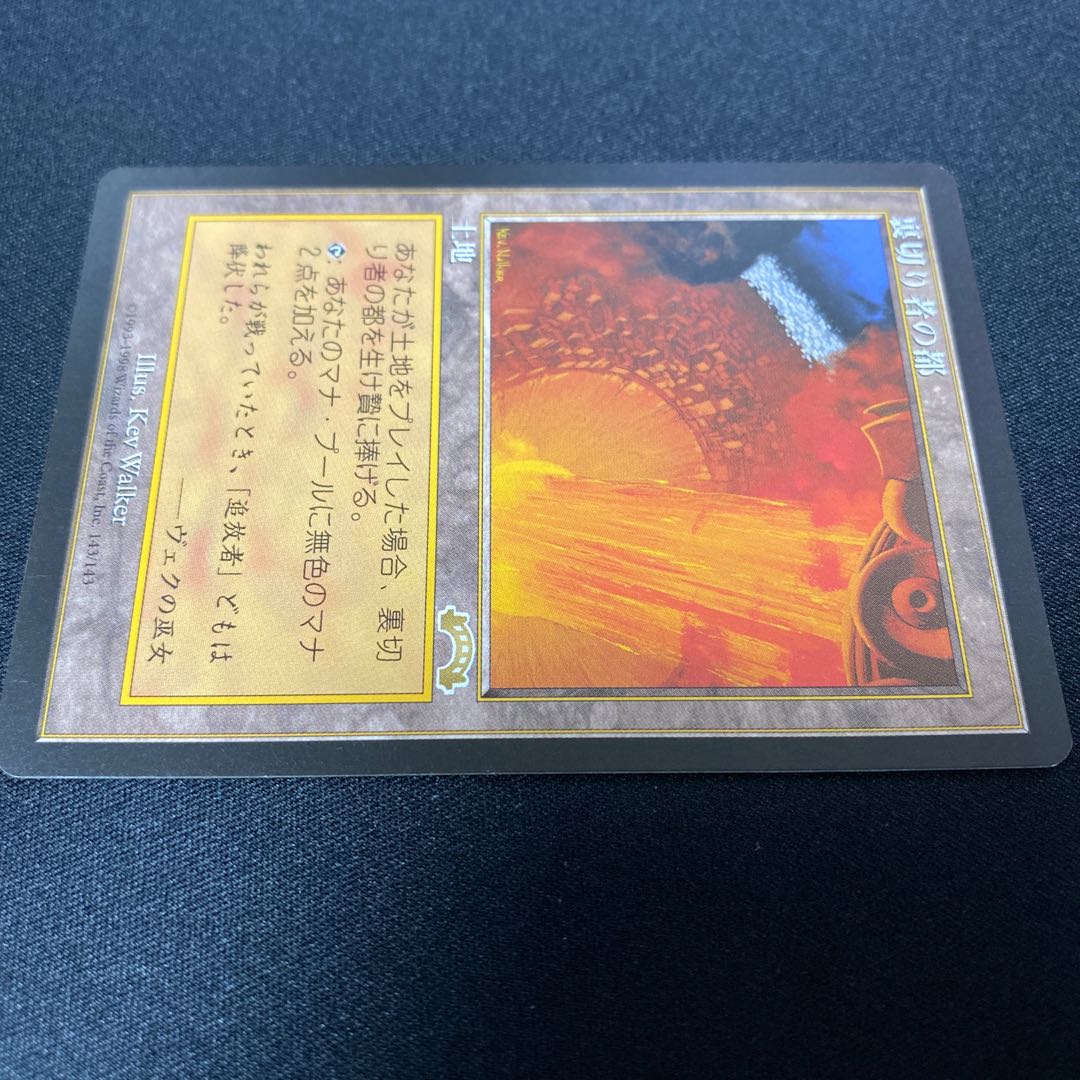 裏切り者の都
Kev. Walker
土地
あなたが土地をプレイした場合、裏切
り者の都を生け贄に捧げる。
: あなたのマナ・プールに無色のマナ
2点を加える。
われらが戦っていたとき、「追放者」どもは
降伏した。
——ヴェクの巫女
Illus. Kev Walker
©1993-1998 Wizards of the Coast, Inc. 143/143